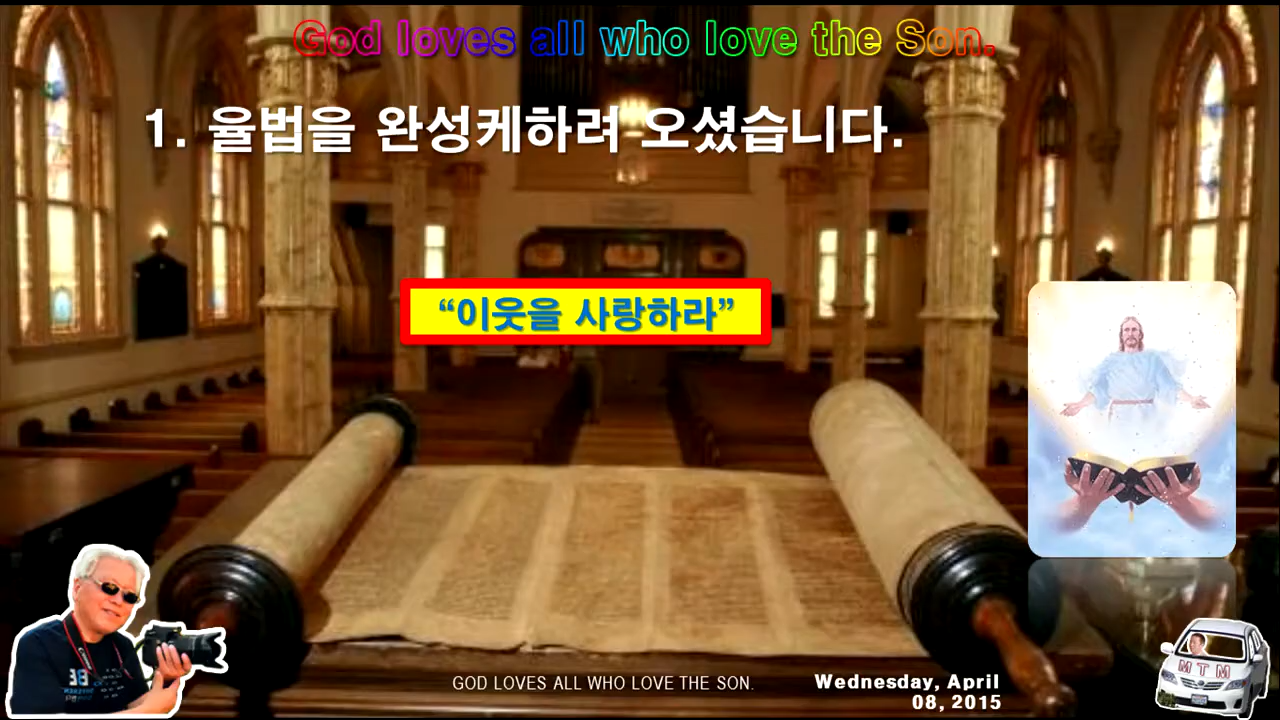 God loves all who love the Son.
1. 율법을 완성케하려 오셨습니다.
“이웃을 사랑하라”
MTM
GOD LOVES ALL WHO LOVE THE SON.
Wednesday, April
08, 2015